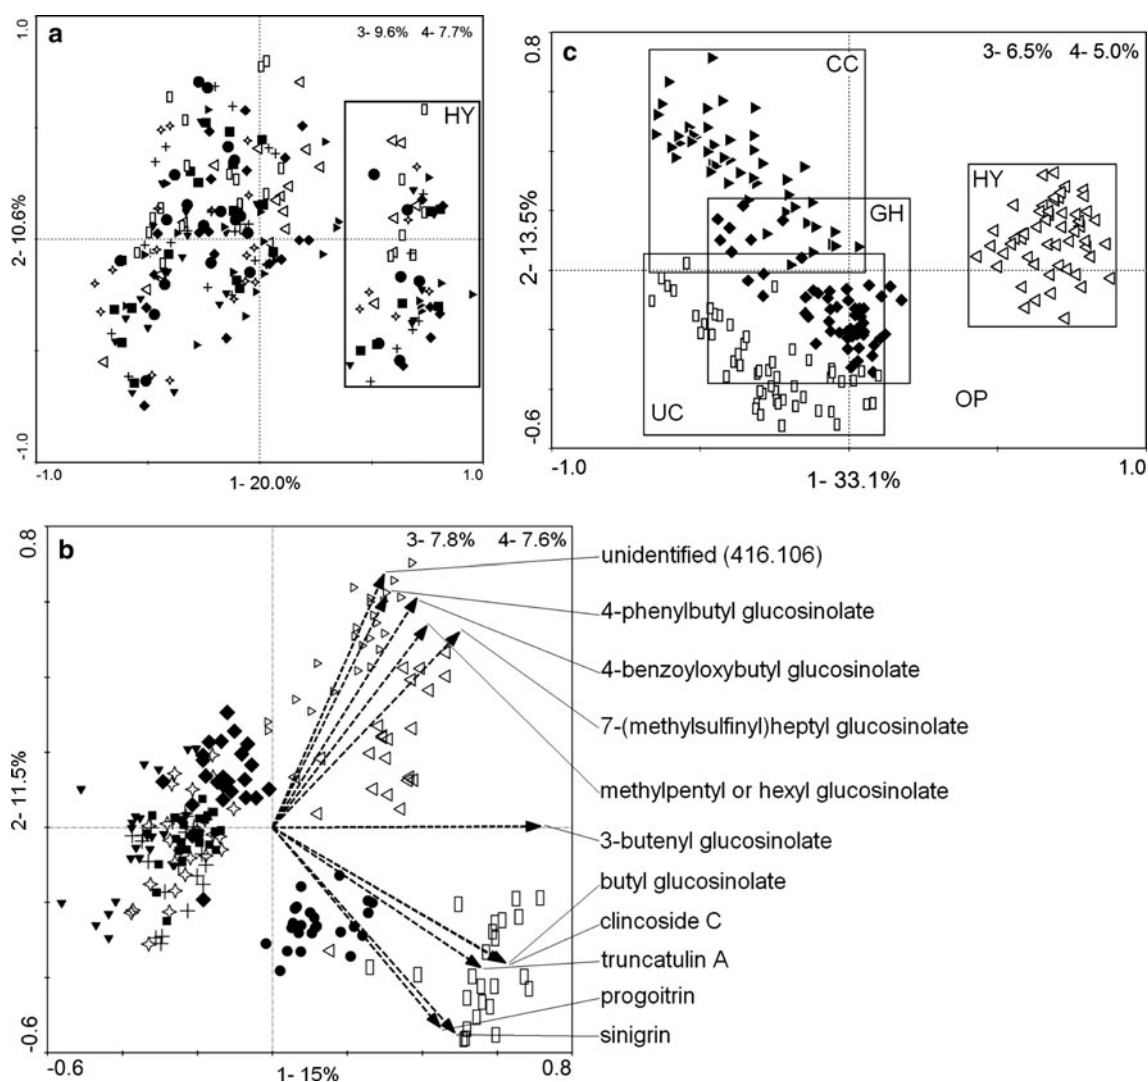 a
3- 9.6% 4- 7.7%
HY
1.0
2- 10.6%
-1.0
-1.0
1- 20.0%
1.0
c
3- 6.5% 4- 5.0%
CC
GH
HY
UC
OP
0.8
2- 13.5%
-0.6
-1.0
1- 33.1%
1.0
b
3- 7.8% 4- 7.6%
0.8
2- 11.5%
-0.6
-0.6
1- 15%
0.8
unidentified (416.106)
4-phenylbutyl glucosinolate
4-benzoyloxybutyl glucosinolate
7-(methylsulfinyl)heptyl glucosinolate
methylpentyl or hexyl glucosinolate
3-butenyl glucosinolate
butyl glucosinolate
clincoside C
truncatulin A
progoitrin
sinigrin